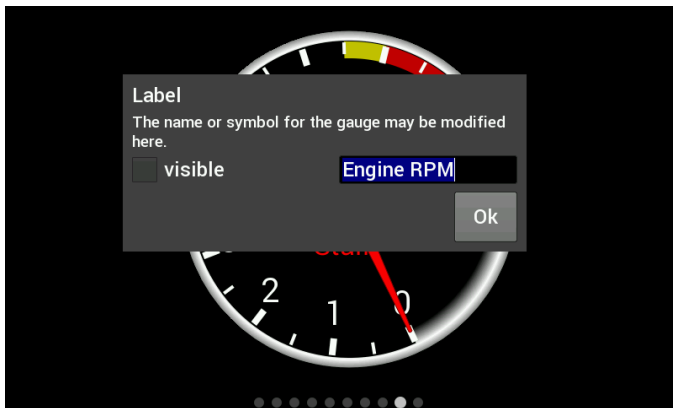 Label
The name or symbol for the gauge may be modified
here.
visible
Engine RPM
Ok
2
1
0